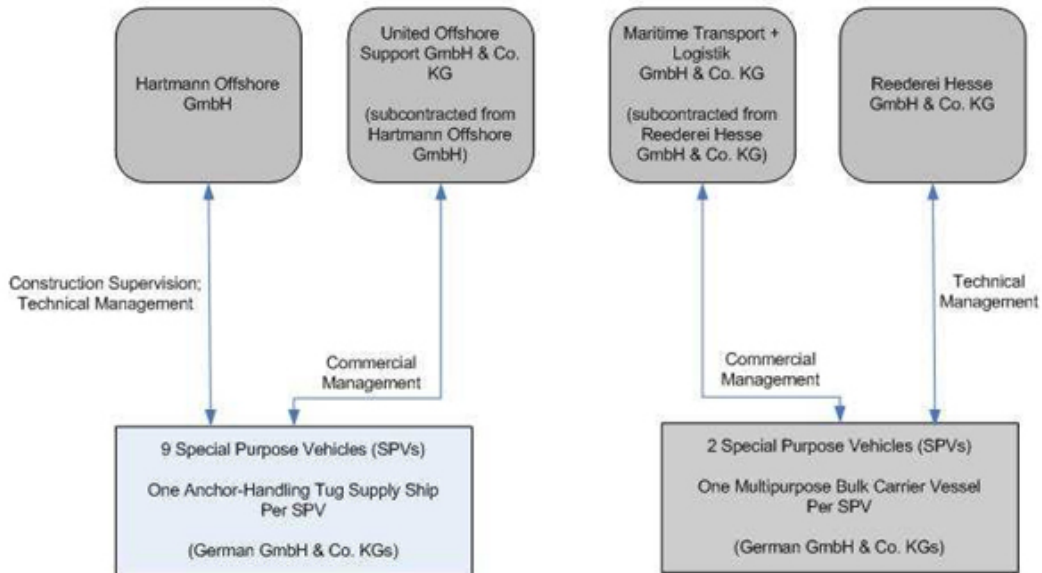 Hartmann Offshore
GmbH
United Offshore
Support GmbH & Co.
KG
(subcontracted from
Hartmann Offshore
GmbH)
Maritime Transport +
Logistik
GmbH & Co. KG
(subcontracted from
Reederei Hesse
GmbH & Co. KG)
Reederei Hesse
GmbH & Co. KG
Construction Supervision;
Technical Management
Commercial
Management
Commercial
Management
Technical
Management
9 Special Purpose Vehicles (SPVs)
One Anchor-Handling Tug Supply Ship
Per SPV
(German GmbH & Co. KGs)
2 Special Purpose Vehicles (SPVs)
One Multipurpose Bulk Carrier Vessel
Per SPV
(German GmbH & Co. KGs)